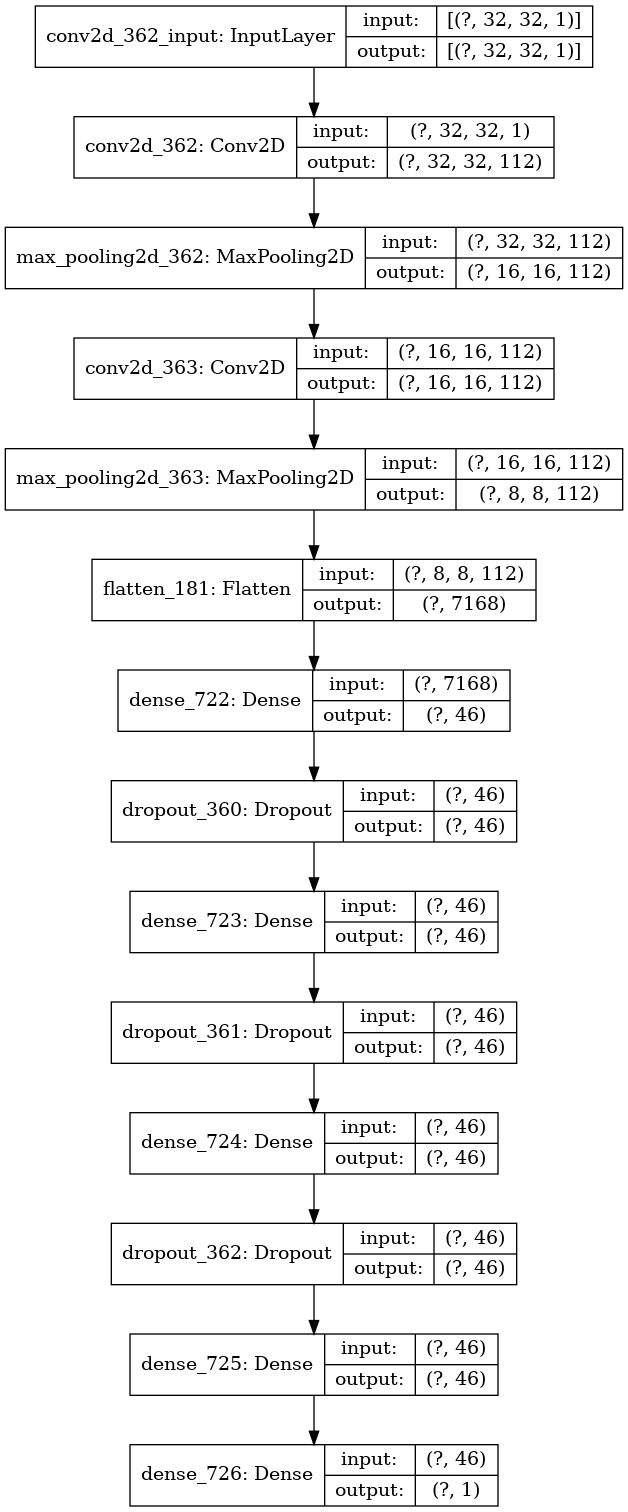 conv2d_362_input: InputLayer
input: [(?, 32, 32, 1)]
output: [(?, 32, 32, 1)]
conv2d_362: Conv2D
input: (?, 32, 32, 1)
output: (?, 32, 32, 112)
max_pooling2d_362: MaxPooling2D
input: (?, 32, 32, 112)
output: (?, 16, 16, 112)
conv2d_363: Conv2D
input: (?, 16, 16, 112)
output: (?, 16, 16, 112)
max_pooling2d_363: MaxPooling2D
input: (?, 16, 16, 112)
output: (?, 8, 8, 112)
flatten_181: Flatten
input: (?, 8, 8, 112)
output: (?, 7168)
dense_722: Dense
input: (?, 7168)
output: (?, 46)
dropout_360: Dropout
input: (?, 46)
output: (?, 46)
dense_723: Dense
input: (?, 46)
output: (?, 46)
dropout_361: Dropout
input: (?, 46)
output: (?, 46)
dense_724: Dense
input: (?, 46)
output: (?, 46)
dropout_362: Dropout
input: (?, 46)
output: (?, 46)
dense_725: Dense
input: (?, 46)
output: (?, 46)
dense_726: Dense
input: (?, 46)
output: (?, 1)